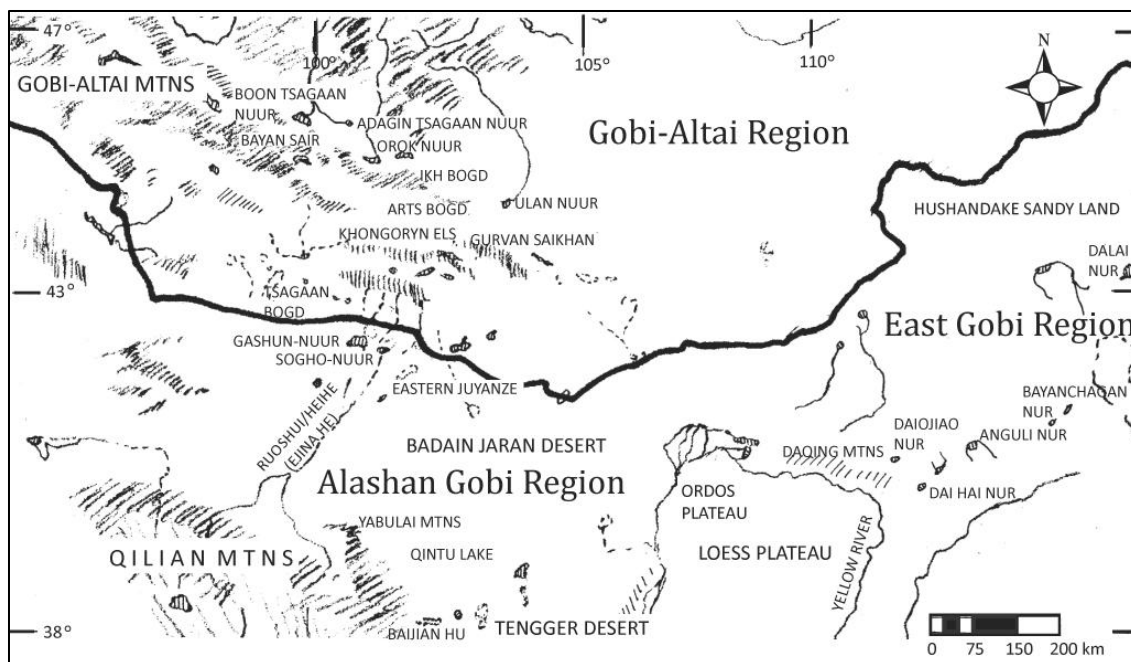 47°
100°
105°
110°
N
GOBI-ALTAI MTNS
BOON TSAGAAN
NUUR
ADAGIN TSAGAAN NUUR
BAYAN SAIR
OROK NUUR
IKH BOGD
Gobi-Altai Region
ARTS BOGD
ULAN NUUR
HUSHANDAKE SANDY LAND
KHONGORYN ELS
GURVAN SAIKHAN
DALAI
NUR
43°
TSAGAAN
BOGD
East Gobi Region
GASHUN-NUUR
SOGHO-NUUR
EASTERN JUYANZE
RUOSHUI/HEIHE
(EJINA HE)
BAYANCHAGAN
NUR
BADAIN JARAN DESERT
DAIOJIAO
NUR
ANGULI NUR
DAQING MTNS
Alashan Gobi Region
ORDOS
PLATEAU
DAI HAI NUR
YABULAI MTNS
QILIAN MTNS
QINTU LAKE
LOESS PLATEAU
YELLOW RIVER
38°
BAIJIAN HU
TENGGER DESERT
0 75 150 200 km